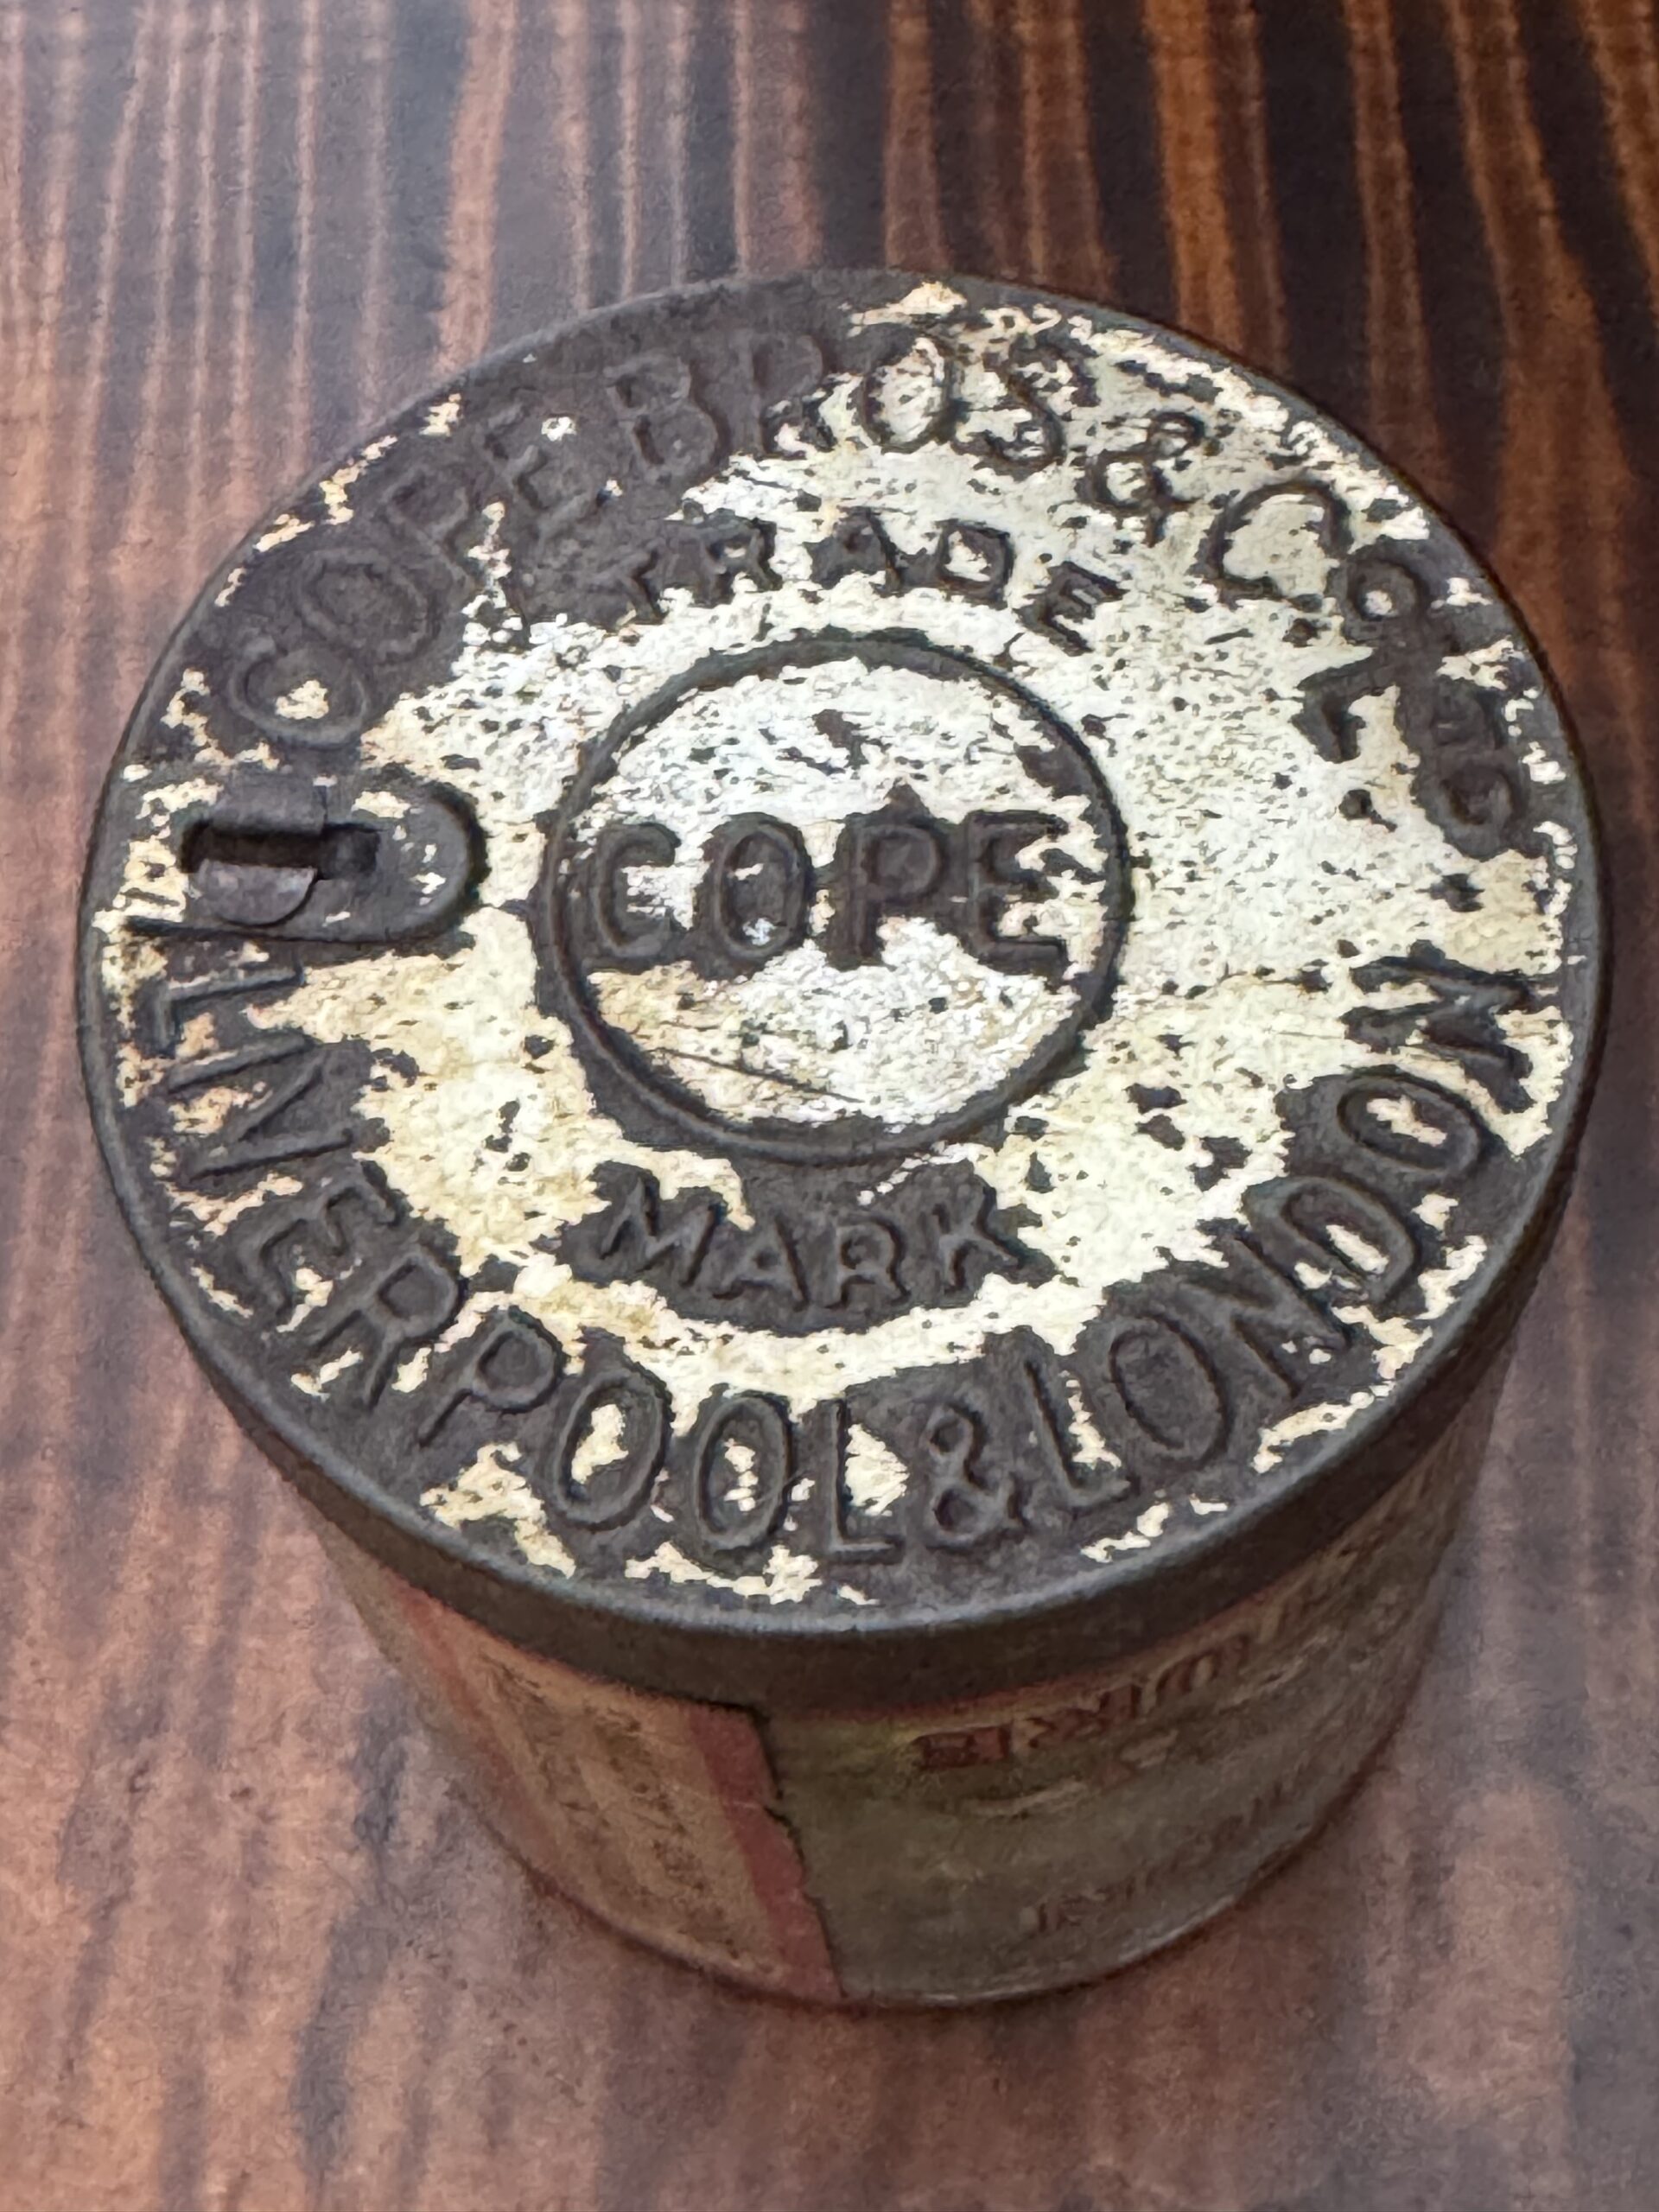 COPE BROS & CO LTD
TRADE
COPE
MARK
LIVERPOOL & LONDON